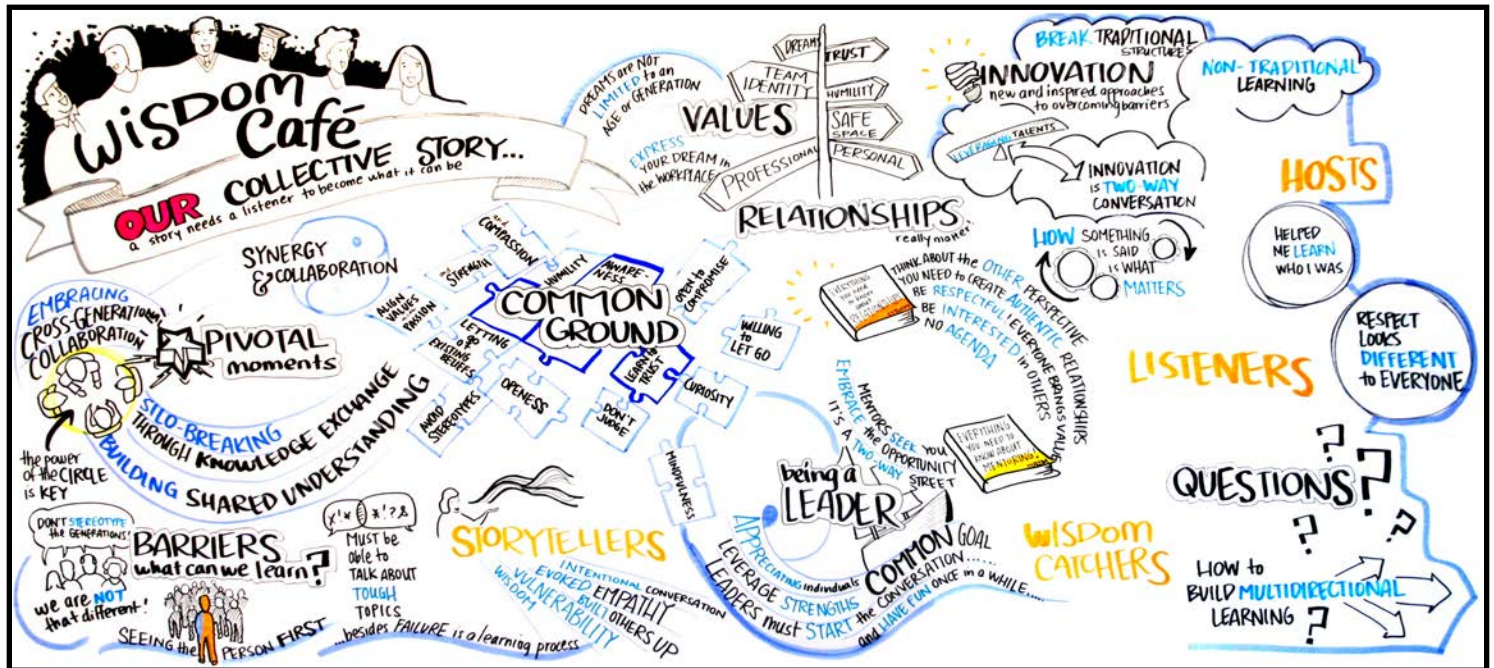 WISDOM
Café
OUR COLLECTIVE STORY...
a story needs a listener to become what it can be
SYNERGY
& COLLABORATION
EMBRACING
CROSS-GENERATIONAL
COLLABORATION
PIVOTAL
moments
SILO-BREAKING
THROUGH KNOWLEDGE EXCHANGE
BUILDING SHARED UNDERSTANDING
the power
of the CIRCLE
is KEY
DON'T STEREOTYPE
the GENERATIONS!
we are NOT
that different!
BARRIERS
what can we learn?
SEEING the PERSON FIRST
x!*
*!?&
MUST be
able to
TALK ABOUT
TOUGH
TOPICS
...besides FAILURE is a learning process
DREAMS are NOT
LIMITED to an
AGE or GENERATION
EXPRESS
YOUR DREAM in
the WORKPLACE
VALUES
DREAMS
TRUST
TEAM
IDENTITY
HUMILITY
SAFE
SPACE
PROFESSIONAL
PERSONAL
RELATIONSHIPS
really matter!
and
COMPASSION
STRENGTH
HUMILITY
AWARE-
NESS
OPEN to
COMPROMISE
COMMON
GROUND
ALIGN
VALUES
PASSION
LETTING
go of
EXISTING
BELIEFS
LEARN to
TRUST
WILLING
to
LET GO
AVOID
STEREOTYPES
OPENNESS
DON'T
JUDGE
CURIOSITY
MINDFULNESS
EVERYTHING
YOU NEED
to know
about
RELATIONSHIPS
THINK ABOUT the OTHER PERSPECTIVE
YOU NEED to CREATE AUTHENTIC RELATIONSHIPS
BE RESPECTFUL! EVERYONE BRINGS VALUE
BE INTERESTED in OTHERS
NO AGENDA
MENTORS SEEK YOU
EMBRACE the OPPORTUNITY
IT'S A TWO-WAY STREET
EVERYTHING
YOU NEED TO
KNOW ABOUT
MENTORING!
being a
LEADER
APPRECIATING individuals
LEVERAGE STRENGTHS
LEADERS must START the CONVERSATION.....
and HAVE FUN ONCE in a WHILE.....
COMMON GOAL
STORYTELLERS
INTENTIONAL CONVERSATION
EVOKED EMPATHY
BUILT OTHERS UP
VULNERABILITY
WISDOM
BREAK TRADITIONAL
STRUCTURES
INNOVATION
new and inspired approaches
to overcoming barriers
NON-TRADITIONAL
LEARNING
LEVERAGING TALENTS
INNOVATION
is TWO-WAY
CONVERSATION
HOW SOMETHING
IS SAID
IS WHAT
MATTERS
HOSTS
HELPED
ME LEARN
WHO I WAS
LISTENERS
RESPECT
LOOKS
DIFFERENT
to EVERYONE
WISDOM
CATCHERS
QUESTIONS
? ? ? ? ? ?
HOW to
BUILD MULTIDIRECTIONAL
LEARNING